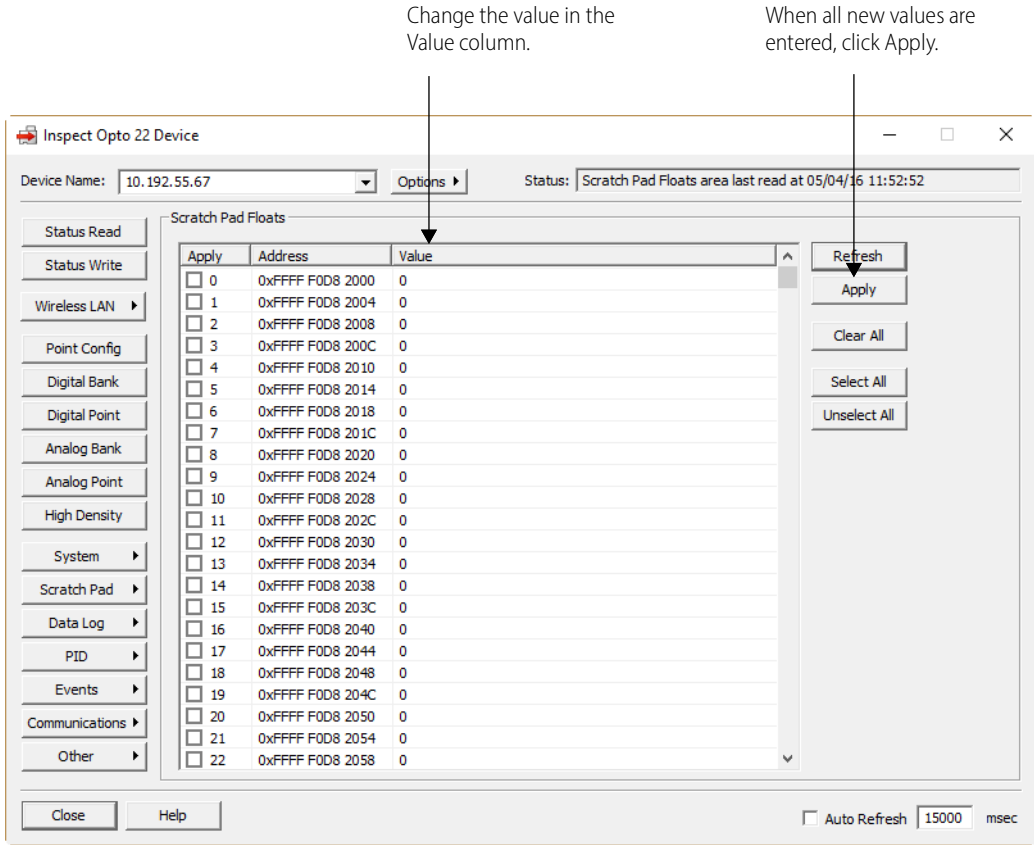 Change the value in the
Value column.
When all new values are
entered, click Apply.
Inspect Opto 22 Device
Device Name: 10.192.55.67 Options Status: Scratch Pad Floats area last read at 05/04/16 11:52:52
Status Read
Status Write
Wireless LAN
Point Config
Digital Bank
Digital Point
Analog Bank
Analog Point
High Density
System
Scratch Pad
Data Log
PID
Events
Communications
Other
Scratch Pad Floats
Apply Address Value
0 0xFFFF F0D8 2000 0
1 0xFFFF F0D8 2004 0
2 0xFFFF F0D8 2008 0
3 0xFFFF F0D8 200C 0
4 0xFFFF F0D8 2010 0
5 0xFFFF F0D8 2014 0
6 0xFFFF F0D8 2018 0
7 0xFFFF F0D8 201C 0
8 0xFFFF F0D8 2020 0
9 0xFFFF F0D8 2024 0
10 0xFFFF F0D8 2028 0
11 0xFFFF F0D8 202C 0
12 0xFFFF F0D8 2030 0
13 0xFFFF F0D8 2034 0
14 0xFFFF F0D8 2038 0
15 0xFFFF F0D8 203C 0
16 0xFFFF F0D8 2040 0
17 0xFFFF F0D8 2044 0
18 0xFFFF F0D8 2048 0
19 0xFFFF F0D8 204C 0
20 0xFFFF F0D8 2050 0
21 0xFFFF F0D8 2054 0
22 0xFFFF F0D8 2058 0
Refresh
Apply
Clear All
Select All
Unselect All
Close Help Auto Refresh 15000 msec